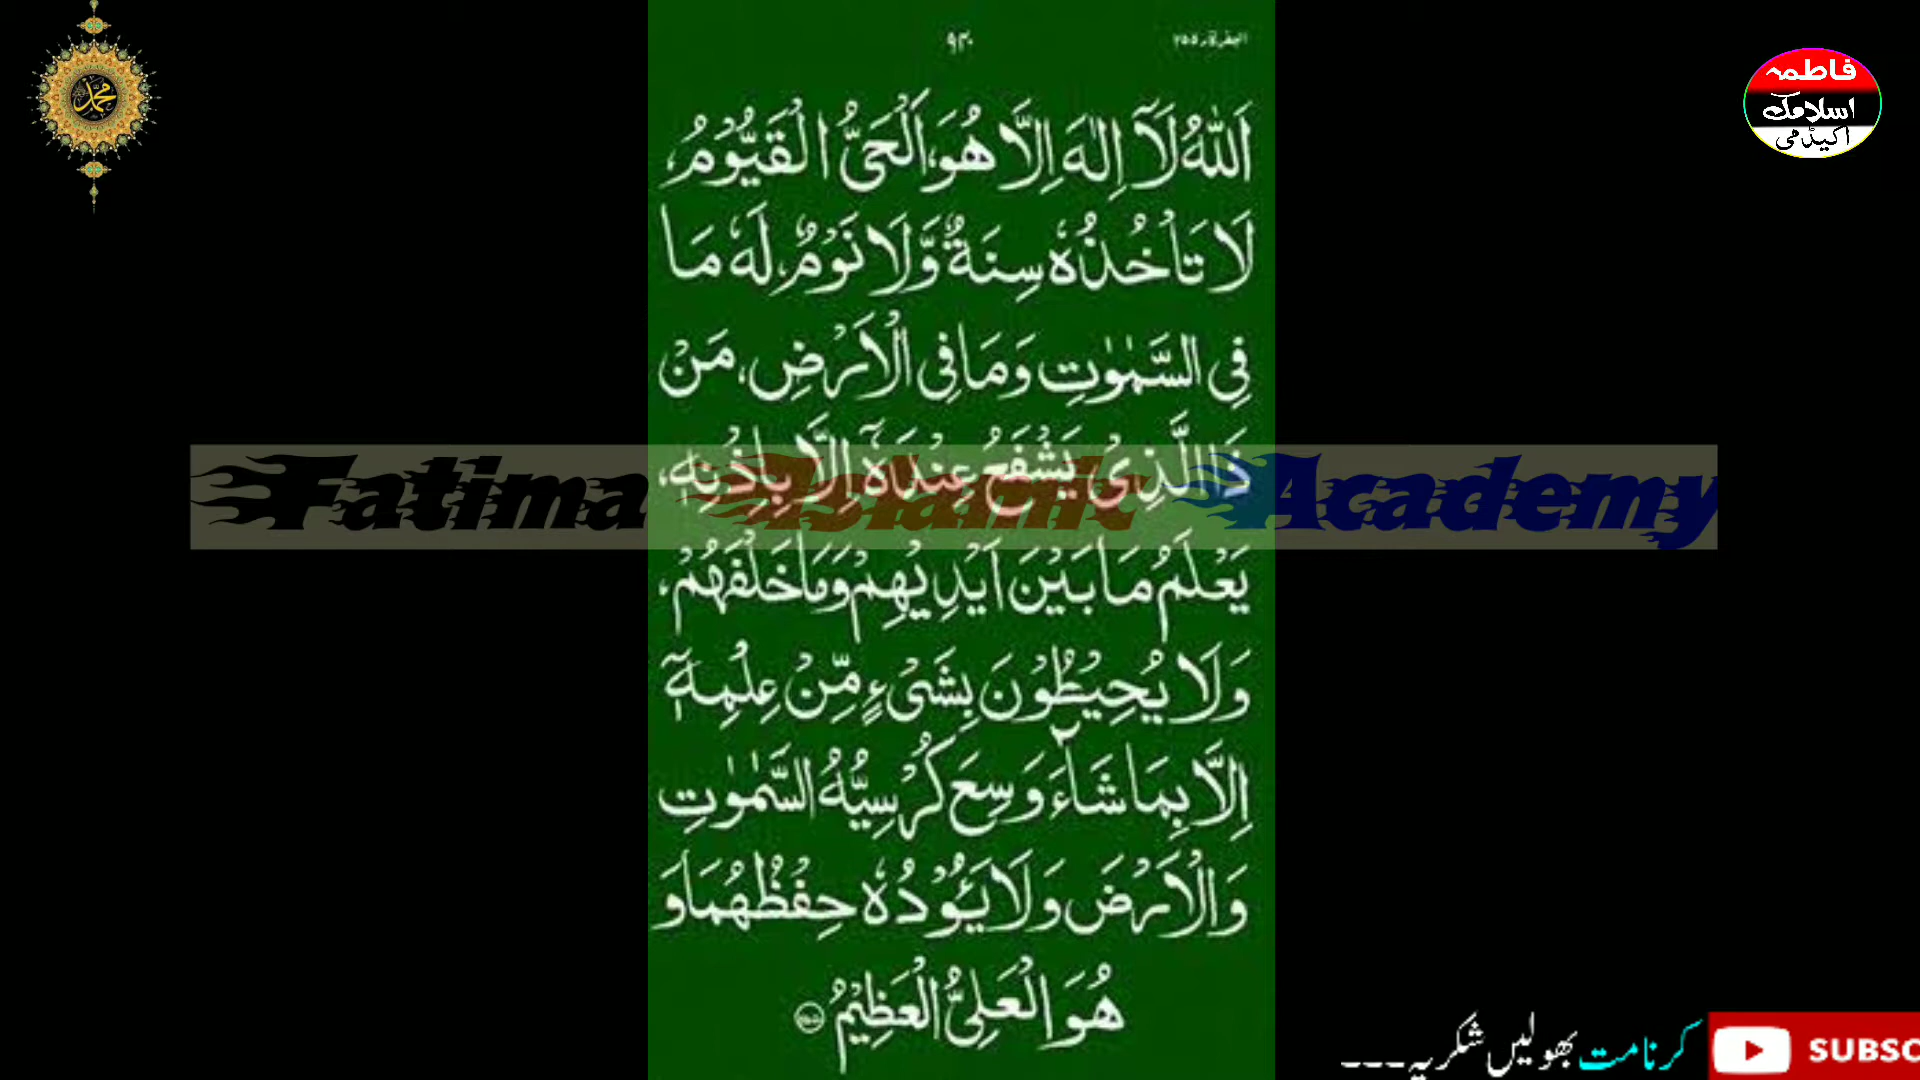 محمد
فاطمہ
اسلامک
اکیڈمی
٩٣٠ البقرة ٢٥٥
اَللّٰهُ لَآ اِلٰهَ اِلَّا هُوَ، اَلْحَيُّ الْقَيُّوْمُ،
لَا تَاْخُذُهٗ سِنَةٌ وَّلَا نَوْمٌ، لَهٗ مَا
فِى السَّمٰوٰتِ وَمَا فِى الْاَرْضِ، مَنْ
ذَا الَّذِىْ يَشْفَعُ عِنْدَهٗٓ اِلَّا بِاِذْنِهٖ،
Fatima Islamic Academy
يَعْلَمُ مَا بَيْنَ اَيْدِيْهِمْ وَمَا خَلْفَهُمْ،
وَلَا يُحِيْطُوْنَ بِشَىْءٍ مِّنْ عِلْمِهٖٓ
اِلَّا بِمَا شَآءَ وَسِعَ كُرْسِيُّهُ السَّمٰوٰتِ
وَالْاَرْضَ وَلَا يَئُوْدُهٗ حِفْظُهُمَا وَ
هُوَ الْعَلِىُّ الْعَظِيْمُ
کرنا مت بھولیں شکریہ ۔۔۔
SUBSC